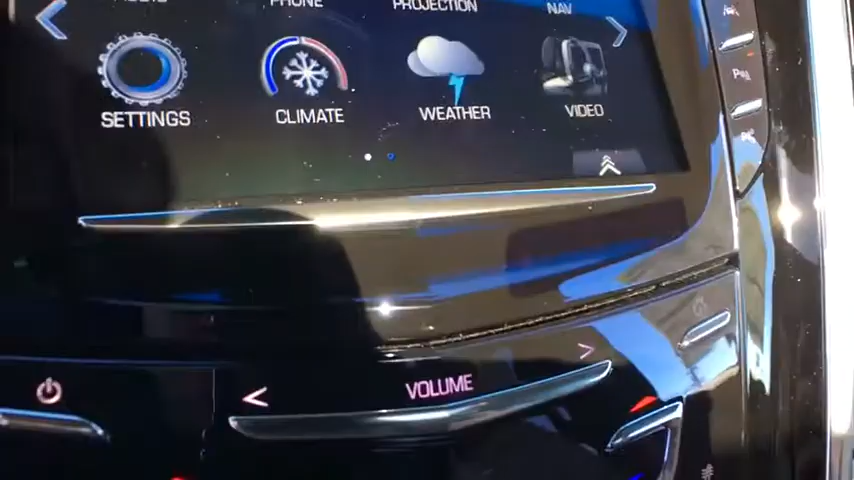 PHONE
PROJECTION
NAV
SETTINGS
CLIMATE
WEATHER
VIDEO
VOLUME